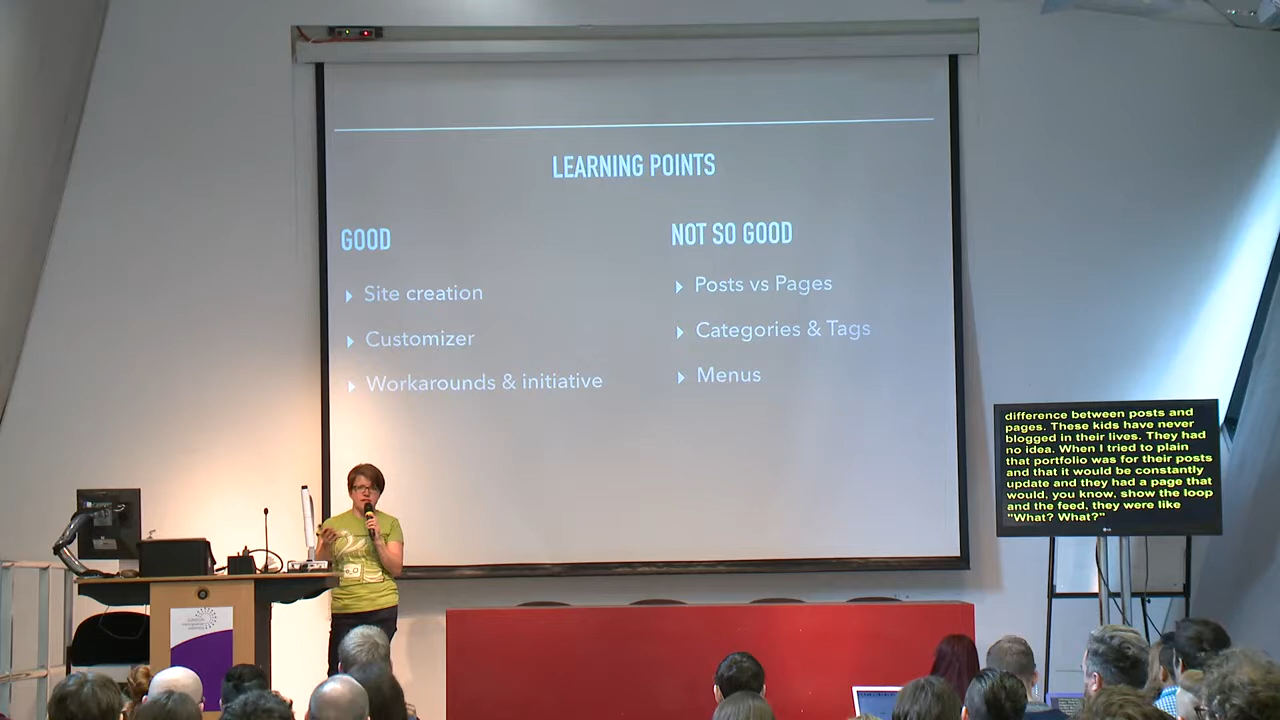 LEARNING POINTS
GOOD
Site creation
Customizer
Workarounds & initiative
NOT SO GOOD
Posts vs Pages
Categories & Tags
Menus
difference between posts and
pages. These kids have never
blogged in their lives. They had
no idea. When I tried to plain
that portfolio was for their posts
and that it would be constantly
update and they had a page that
would, you know, show the loop
and the feed, they were like
"What? What?"